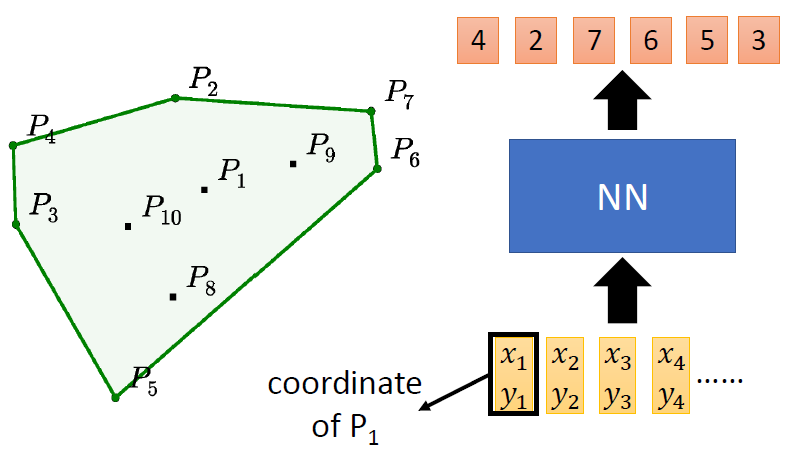 4 2 7 6 5 3
P₂
P₇
P₄
P₆
P₉
P₁
P₃
P₁₀
P₈
P₅
NN
x₁ x₂ x₃ x₄
y₁ y₂ y₃ y₄ ......
coordinate
of P₁